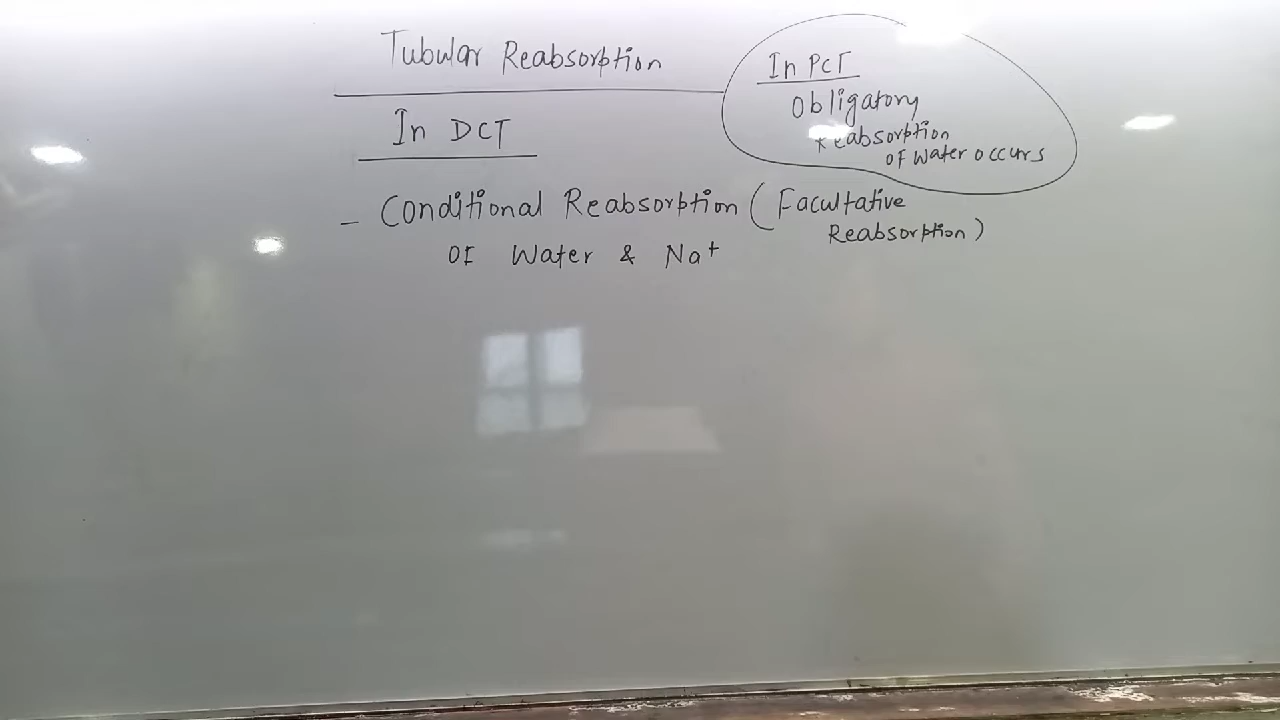 Tubular Reabsorption
In PCT
Obligatory
Reabsorption
of water occurs
In DCT
- Conditional Reabsorption (Facultative
Reabsorption)
of Water & Na+